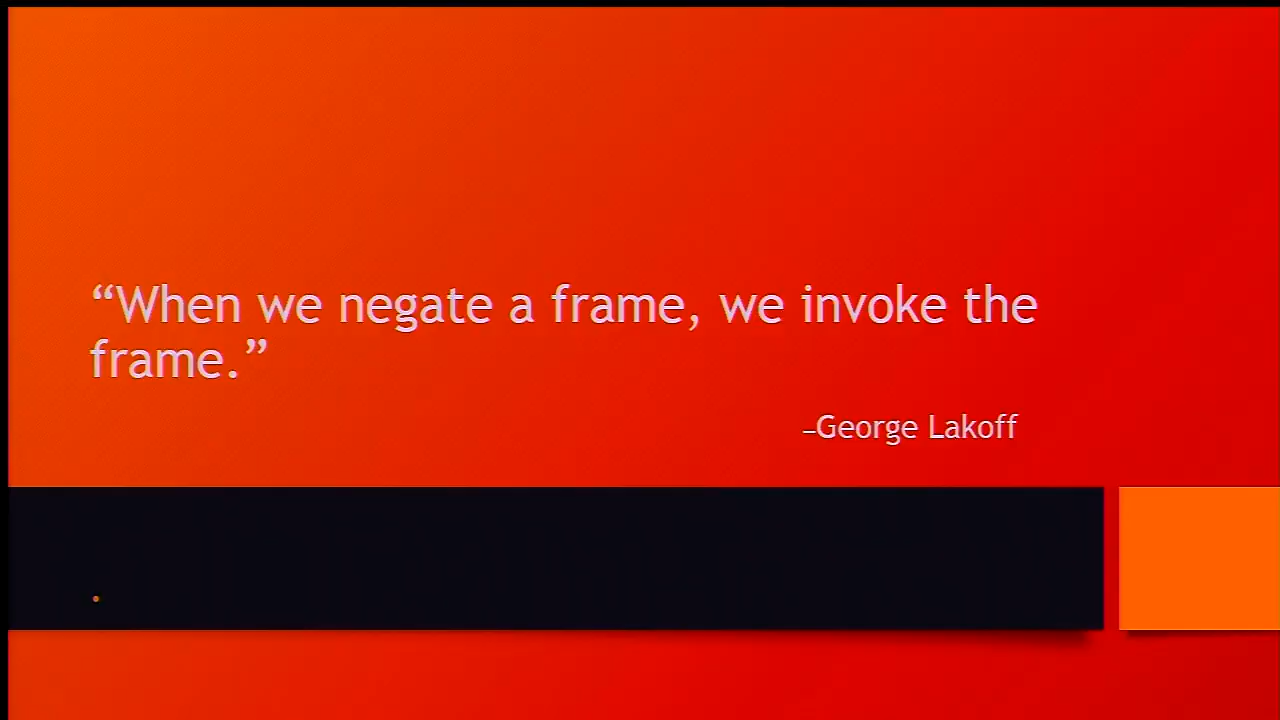 “When we negate a frame, we invoke the
frame.”
–George Lakoff